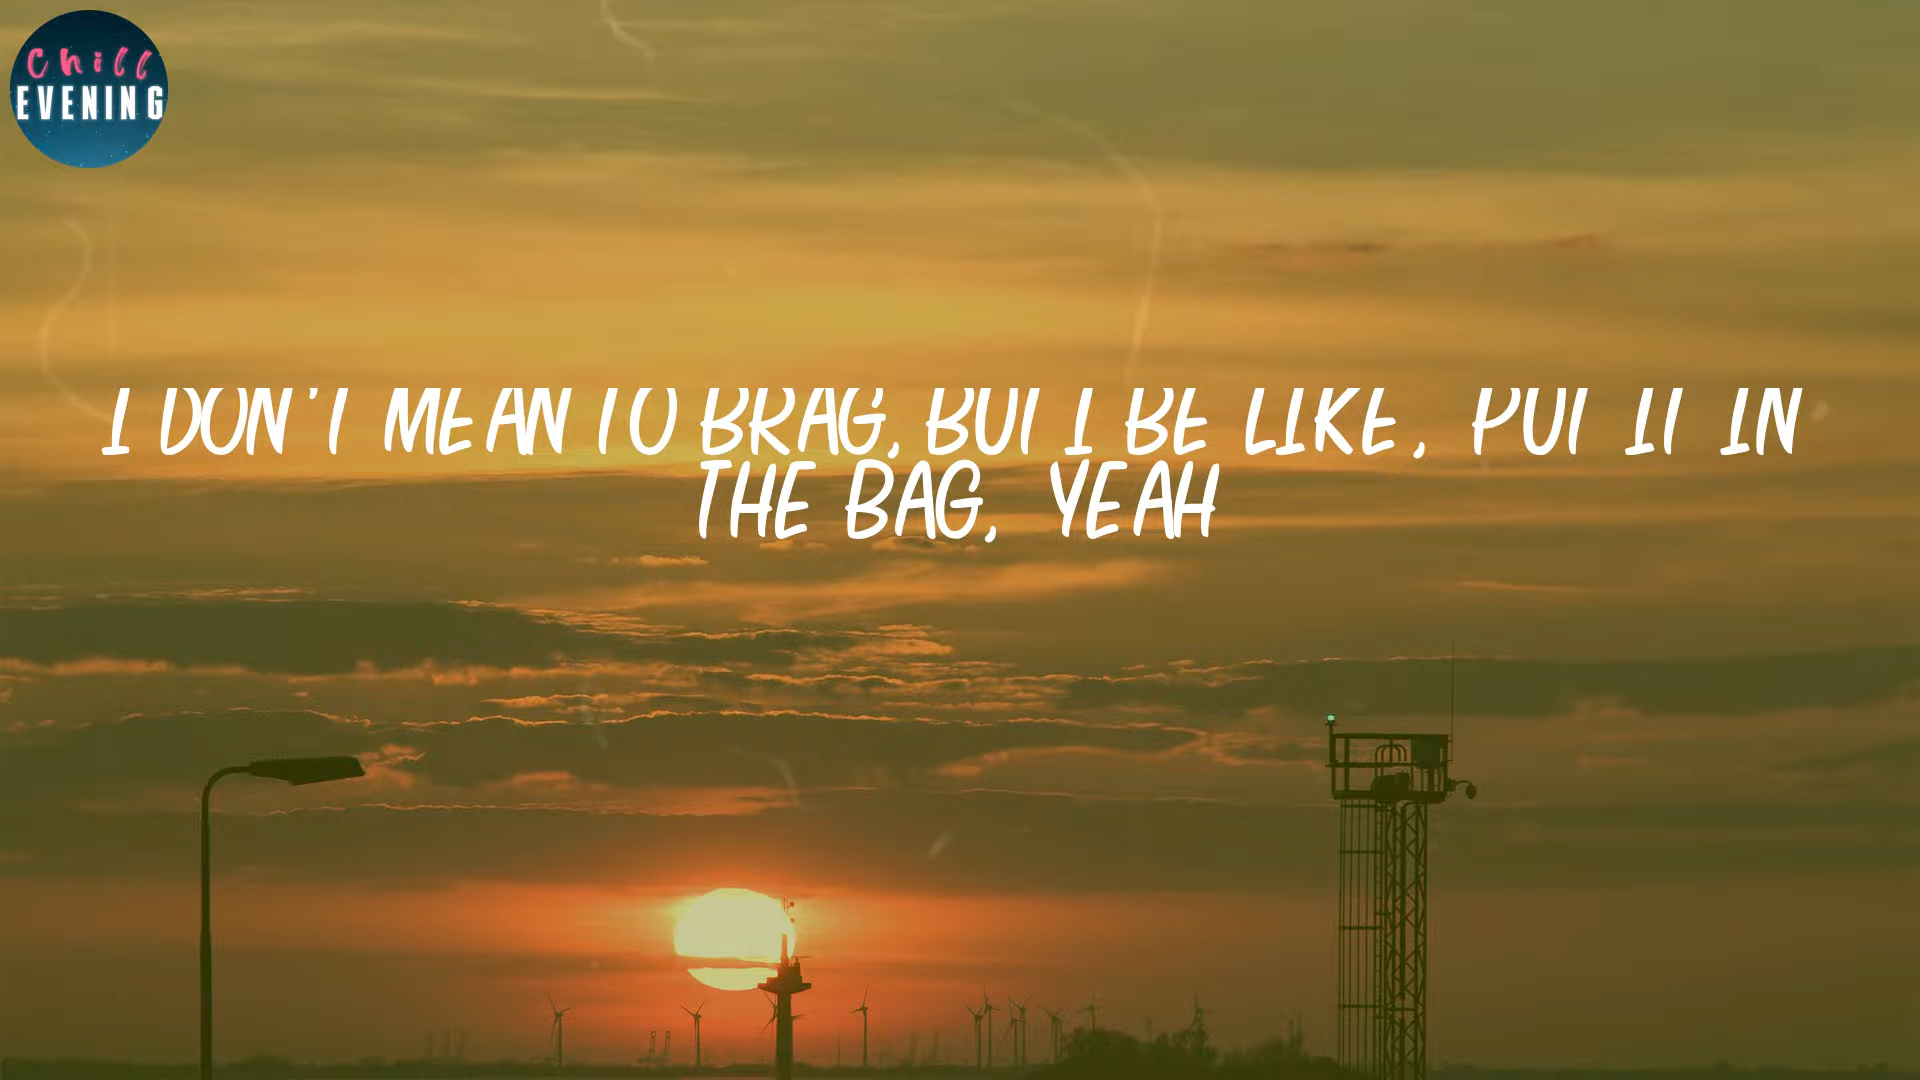 Chill
EVENING
I DON'T MEAN TO BRAG, BUT I BE LIKE, PUT IT IN
THE BAG, YEAH